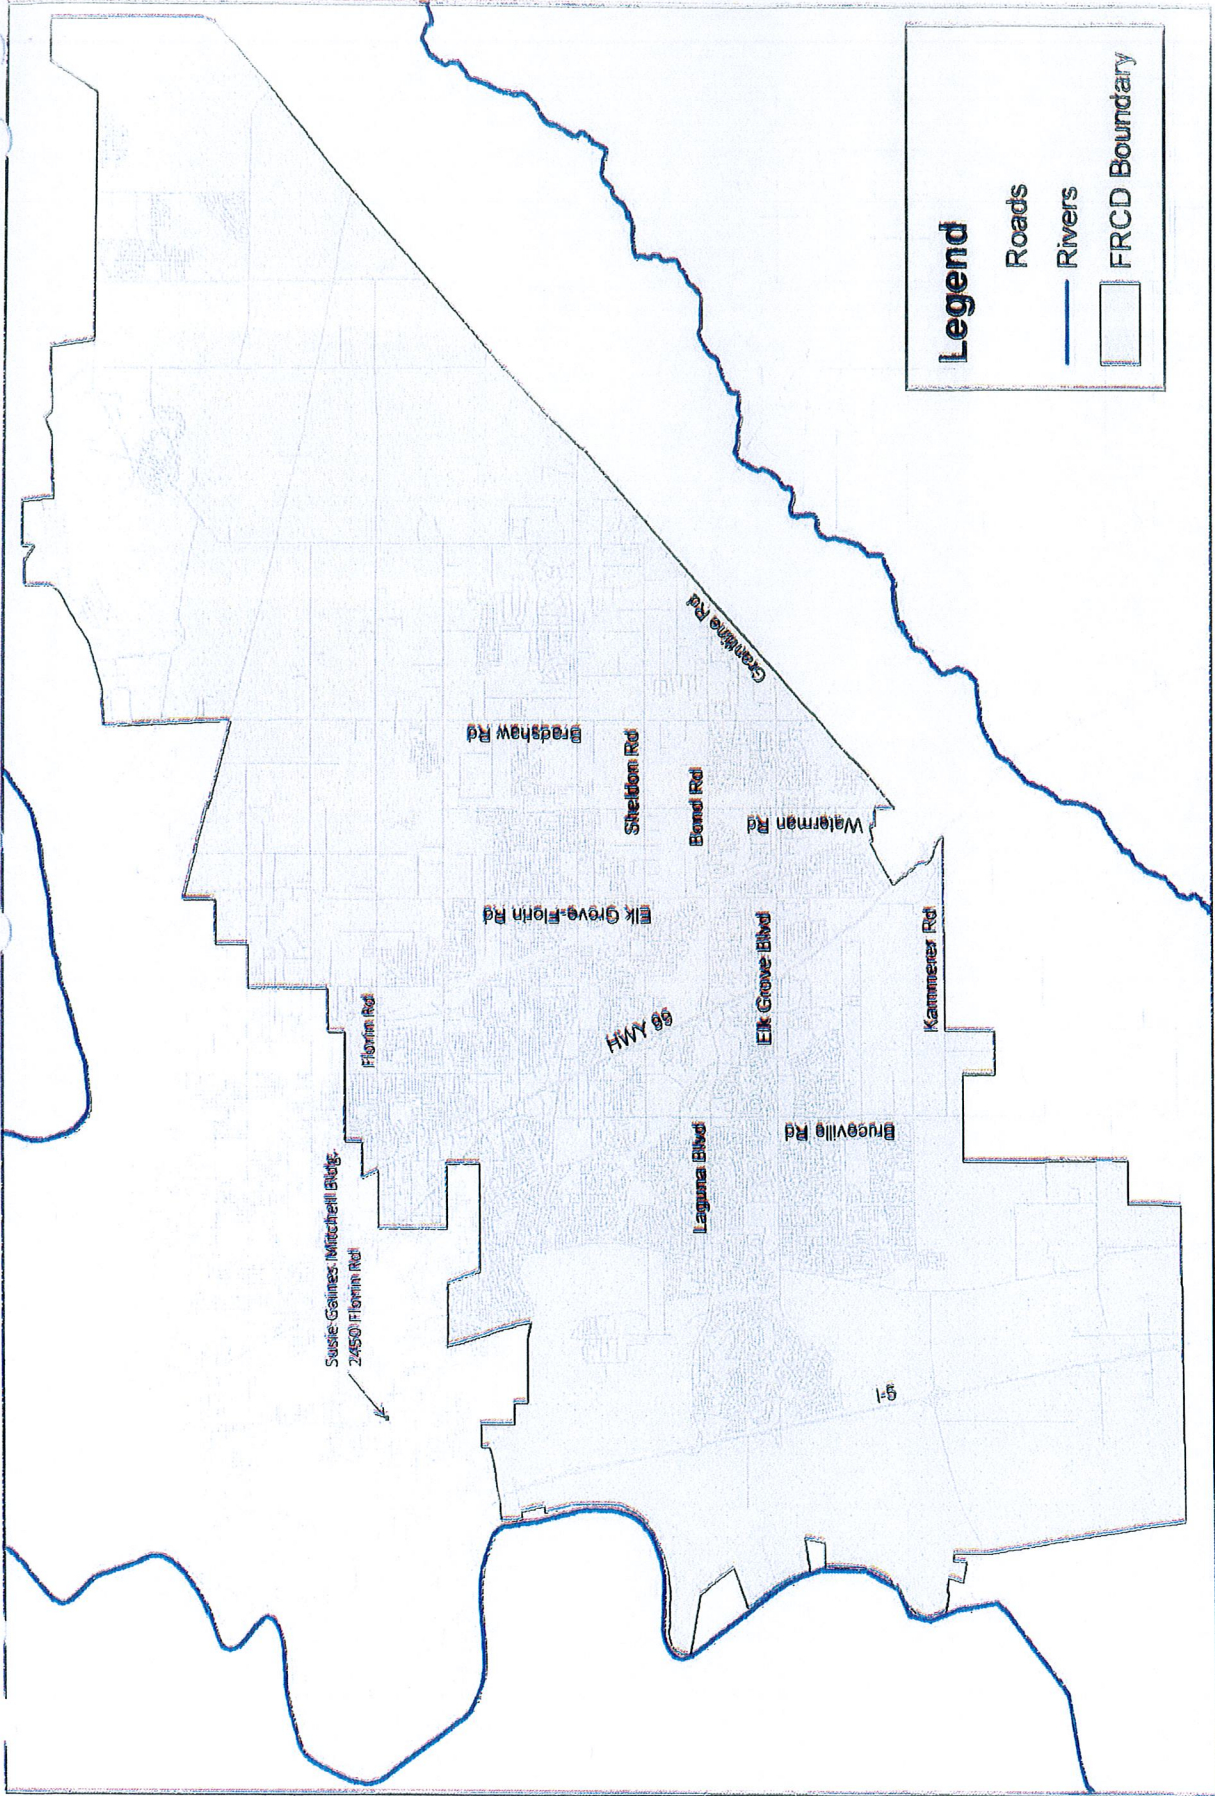 Susie Gaines Mitchell Bldg.
2450 Florin Rd
Florin Rd
Bradshaw Rd
Elk Grove-Florin Rd
HWY 99
Sheldon Rd
Bond Rd
Grantline Rd
Laguna Blvd
Elk Grove Blvd
Waterman Rd
Bruceville Rd
I-5
Kammerer Rd
Legend
Roads
Rivers
FRCD Boundary